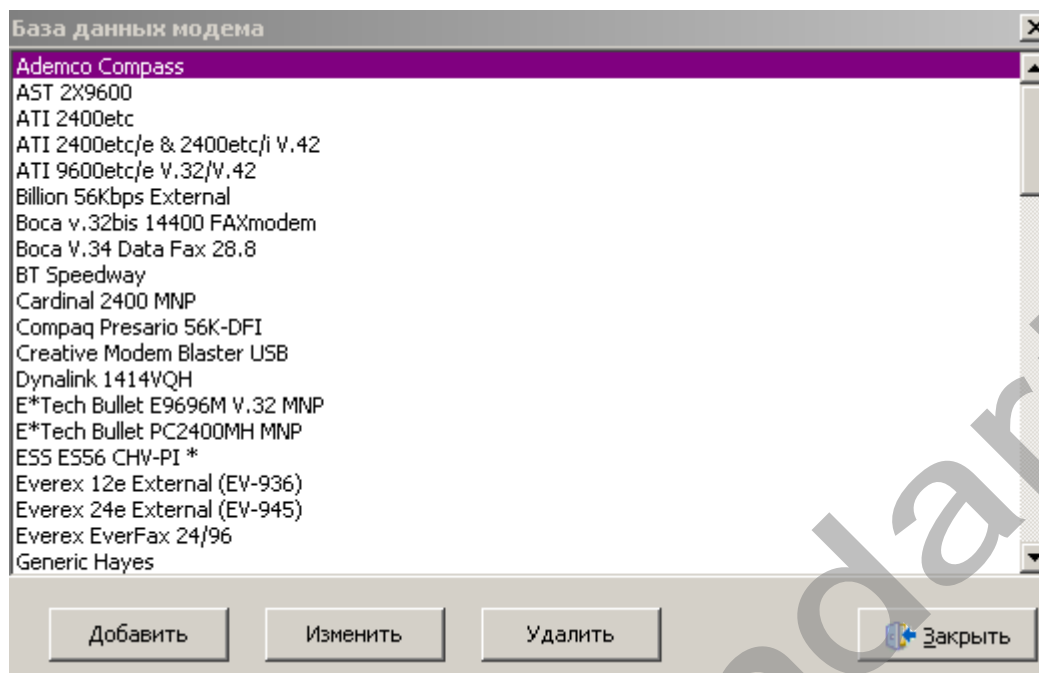 База данных модема
Ademco Compass
AST 2X9600
ATI 2400etc
ATI 2400etc/e & 2400etc/i V.42
ATI 9600etc/e V.32/V.42
Billion 56Kbps External
Boca v.32bis 14400 FAXmodem
Boca V.34 Data Fax 28.8
BT Speedway
Cardinal 2400 MNP
Compaq Presario 56K-DFI
Creative Modem Blaster USB
Dynalink 1414VQH
E*Tech Bullet E9696M V.32 MNP
E*Tech Bullet PC2400MH MNP
ESS ES56 CHV-PI *
Everex 12e External (EV-936)
Everex 24e External (EV-945)
Everex EverFax 24/96
Generic Hayes
Добавить Изменить Удалить Закрыть